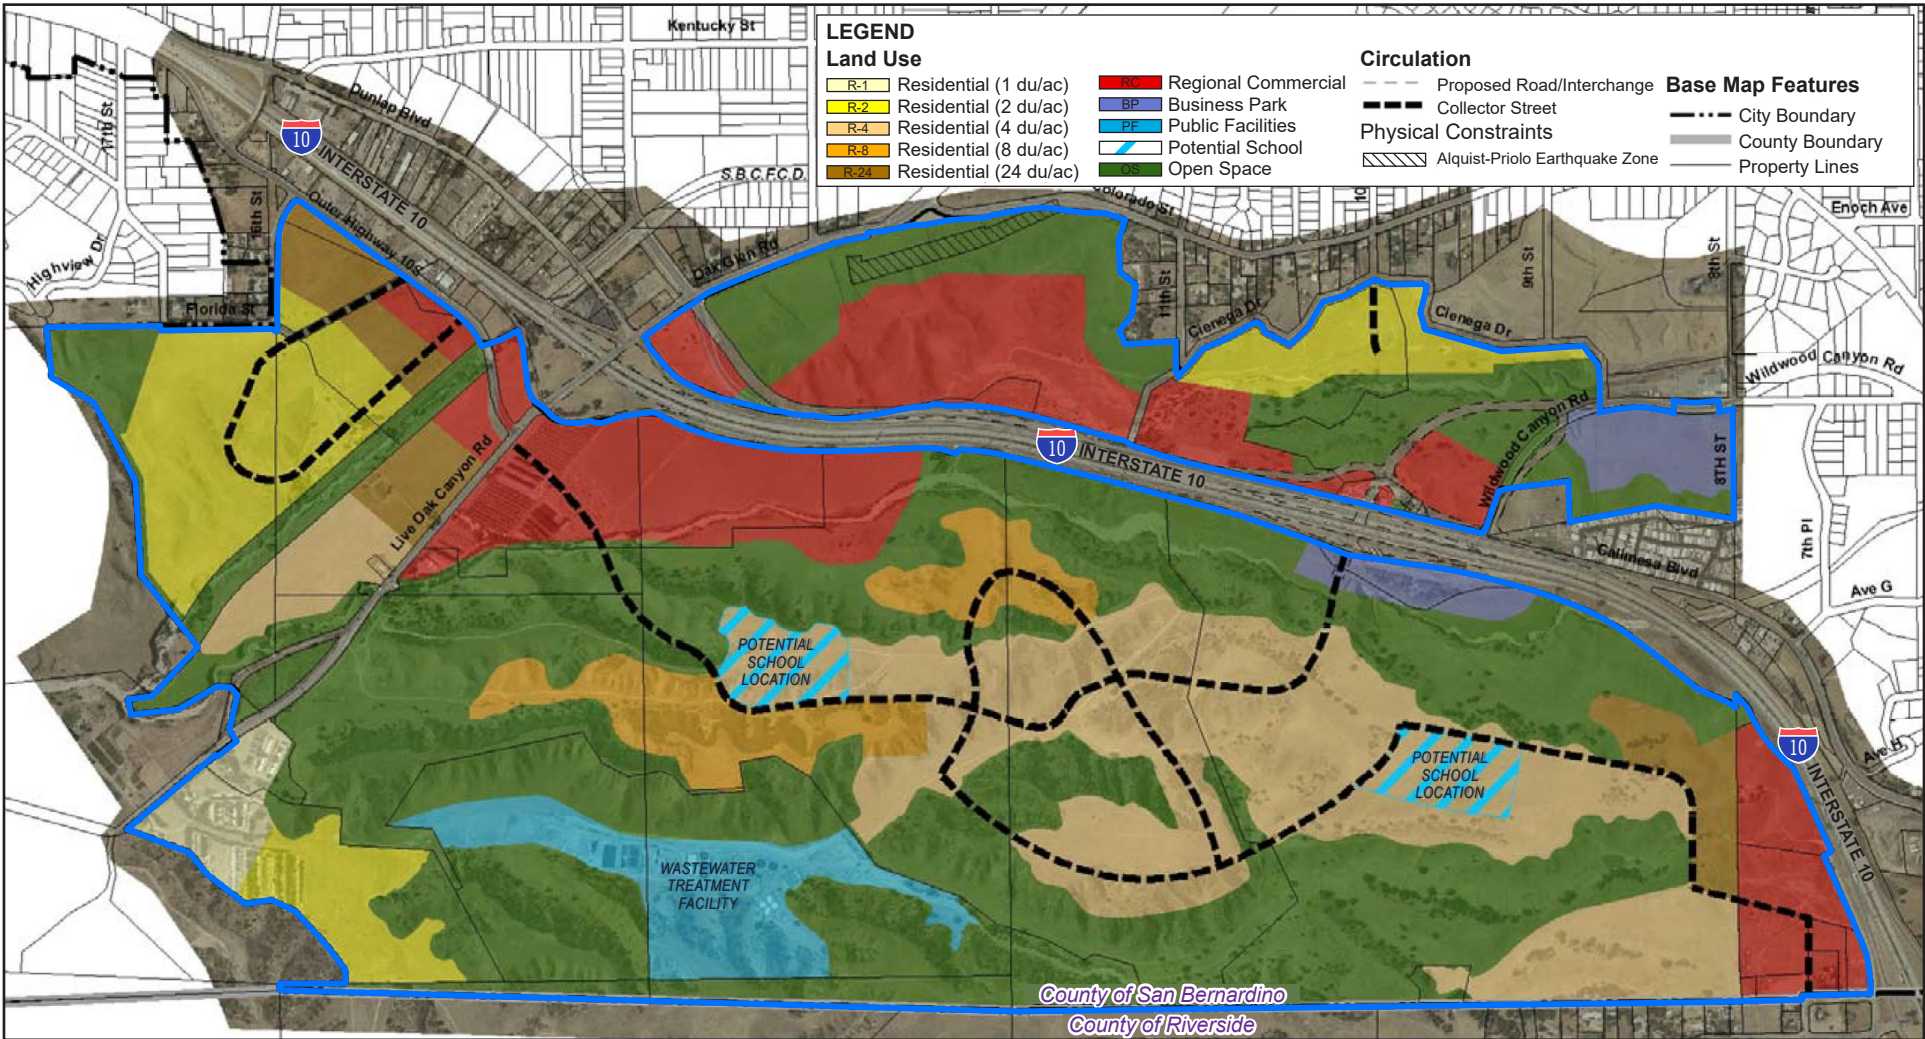 LEGEND
Land Use
R-1 Residential (1 du/ac)
R-2 Residential (2 du/ac)
R-4 Residential (4 du/ac)
R-8 Residential (8 du/ac)
R-24 Residential (24 du/ac)
RC Regional Commercial
BP Business Park
PF Public Facilities
Potential School
OS Open Space
Circulation
Proposed Road/Interchange
Collector Street
Physical Constraints
Alquist-Priolo Earthquake Zone
Base Map Features
City Boundary
County Boundary
Property Lines
Kentucky St
17th St
Dunlap Blvd
10
INTERSTATE 10
S.B.C.F.C.D.
Colorado St
10
Enoch Ave
16th St
Outer Highway 10S
Highview Dr
Oak Glen Rd
11th St
9th St
8th St
Florida St
Cienega Dr
Cienega Dr
Wildwood Canyon Rd
Live Oak Canyon Rd
10
INTERSTATE 10
Wildwood Canyon Rd
8TH ST
7th Pl
Calimesa Blvd
Ave G
POTENTIAL
SCHOOL
LOCATION
POTENTIAL
SCHOOL
LOCATION
10
INTERSTATE 10
Ave H
WASTEWATER
TREATMENT
FACILITY
County of San Bernardino
County of Riverside